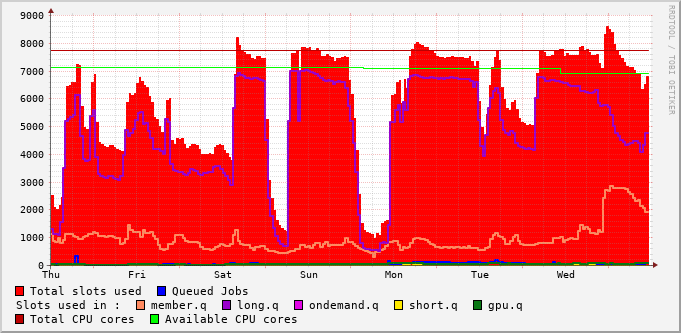 9000
8000
7000
6000
5000
4000
3000
2000
1000
0
Thu Fri Sat Sun Mon Tue Wed
RRDTOOL / TOBI OETIKER
Total slots used Queued Jobs
Slots used in : member.q long.q ondemand.q short.q gpu.q
Total CPU cores Available CPU cores